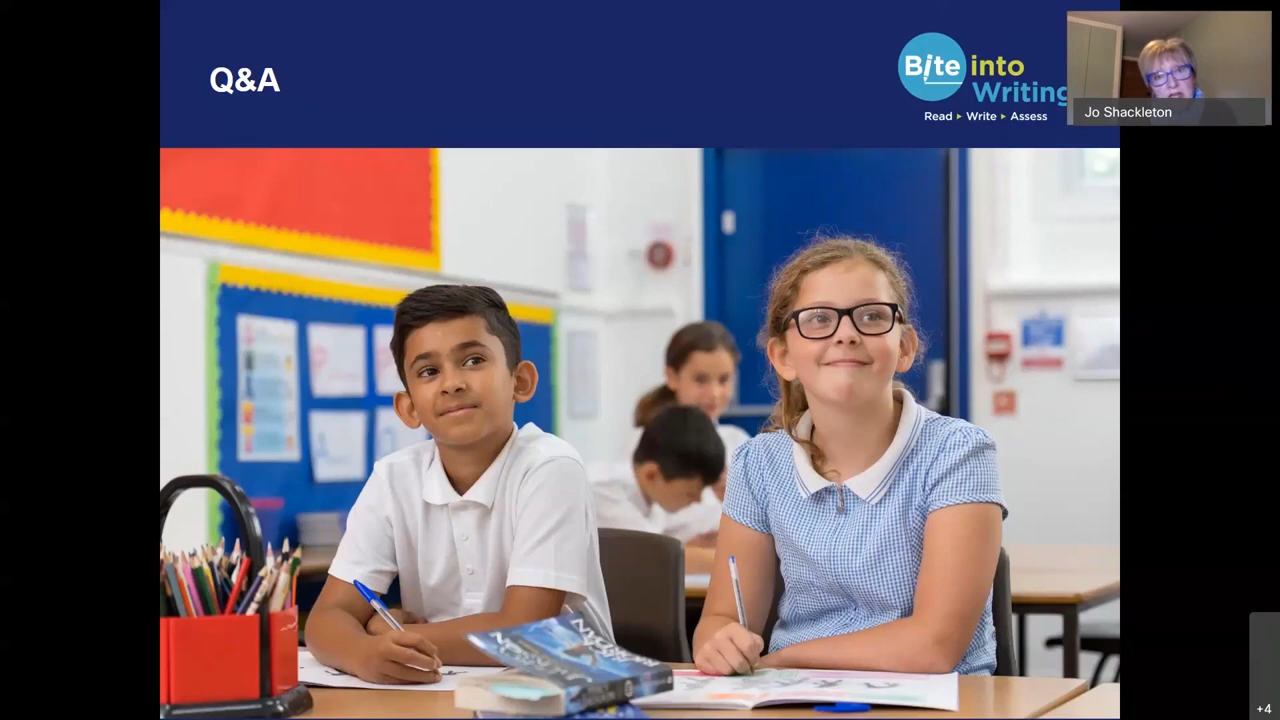 Q&A
Bite into
Writing
Read ▸ Write ▸ Assess
Jo Shackleton
+4